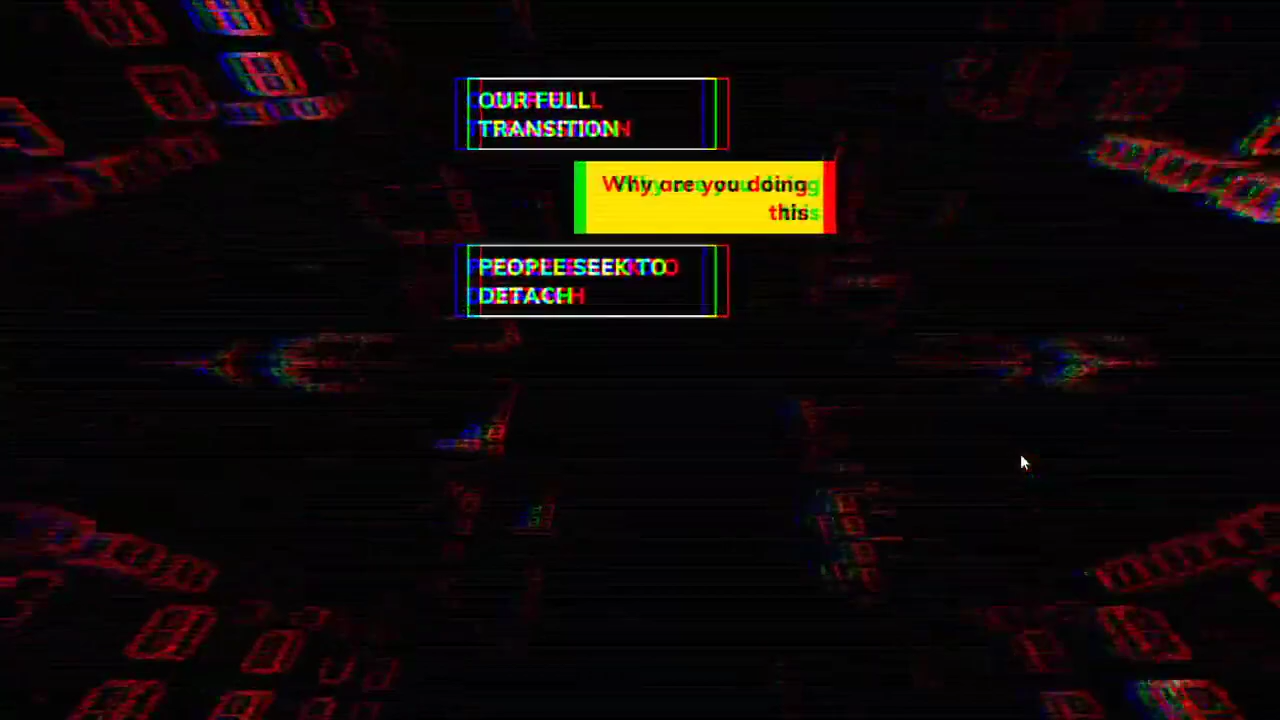 OUR FULL
TRANSITION
Why are you doing
this
PEOPLE SEEK TO
DETACH